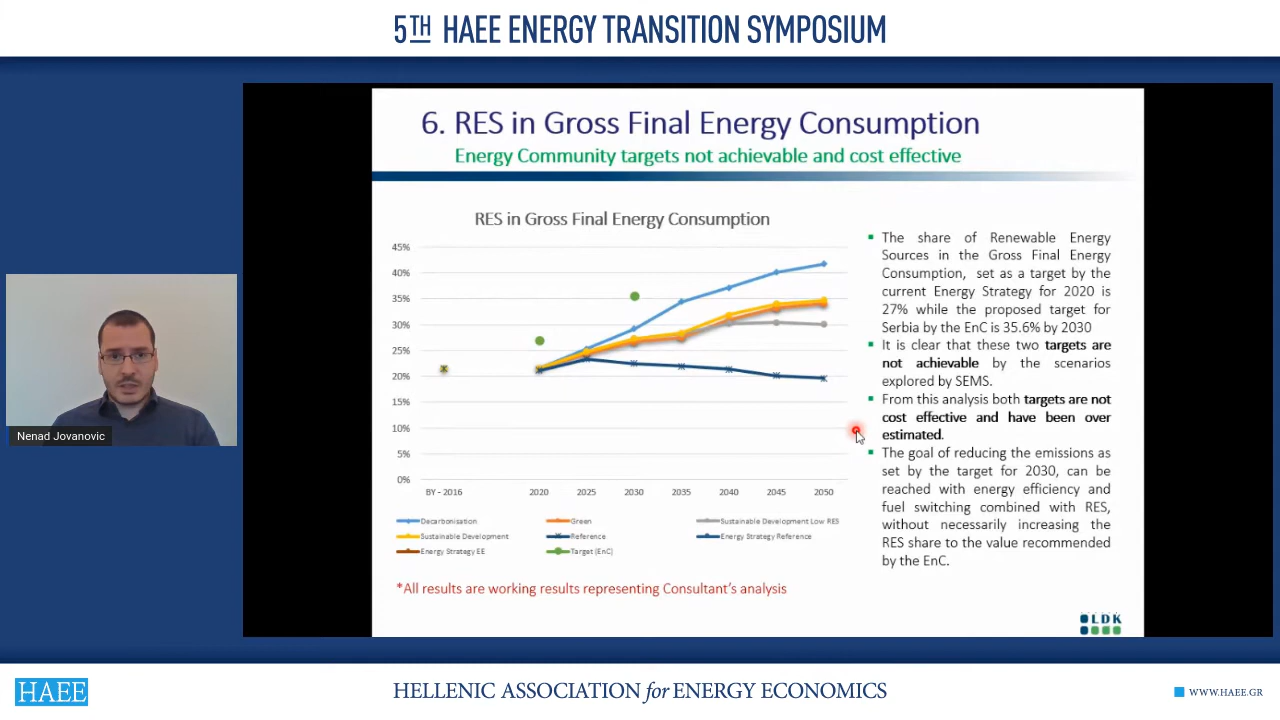 5TH HAEE ENERGY TRANSITION SYMPOSIUM
6. RES in Gross Final Energy Consumption
Energy Community targets not achievable and cost effective
RES in Gross Final Energy Consumption
45%
40%
35%
30%
25%
20%
15%
10%
5%
0%
BY - 2016 2020 2025 2030 2035 2040 2045 2050
Decarbonisation Green Sustainable Development Low RES
Sustainable Development Reference Energy Strategy Reference
Energy Strategy EE Target (EnC)
*All results are working results representing Consultant's analysis
▪ The share of Renewable Energy
Sources in the Gross Final Energy
Consumption, set as a target by the
current Energy Strategy for 2020 is
27% while the proposed target for
Serbia by the EnC is 35.6% by 2030
▪ It is clear that these two targets are
not achievable by the scenarios
explored by SEMS.
▪ From this analysis both targets are not
cost effective and have been over
estimated.
▪ The goal of reducing the emissions as
set by the target for 2030, can be
reached with energy efficiency and
fuel switching combined with RES,
without necessarily increasing the
RES share to the value recommended
by the EnC.
LDK
Nenad Jovanovic
HAEE
HELLENIC ASSOCIATION for ENERGY ECONOMICS
WWW.HAEE.GR